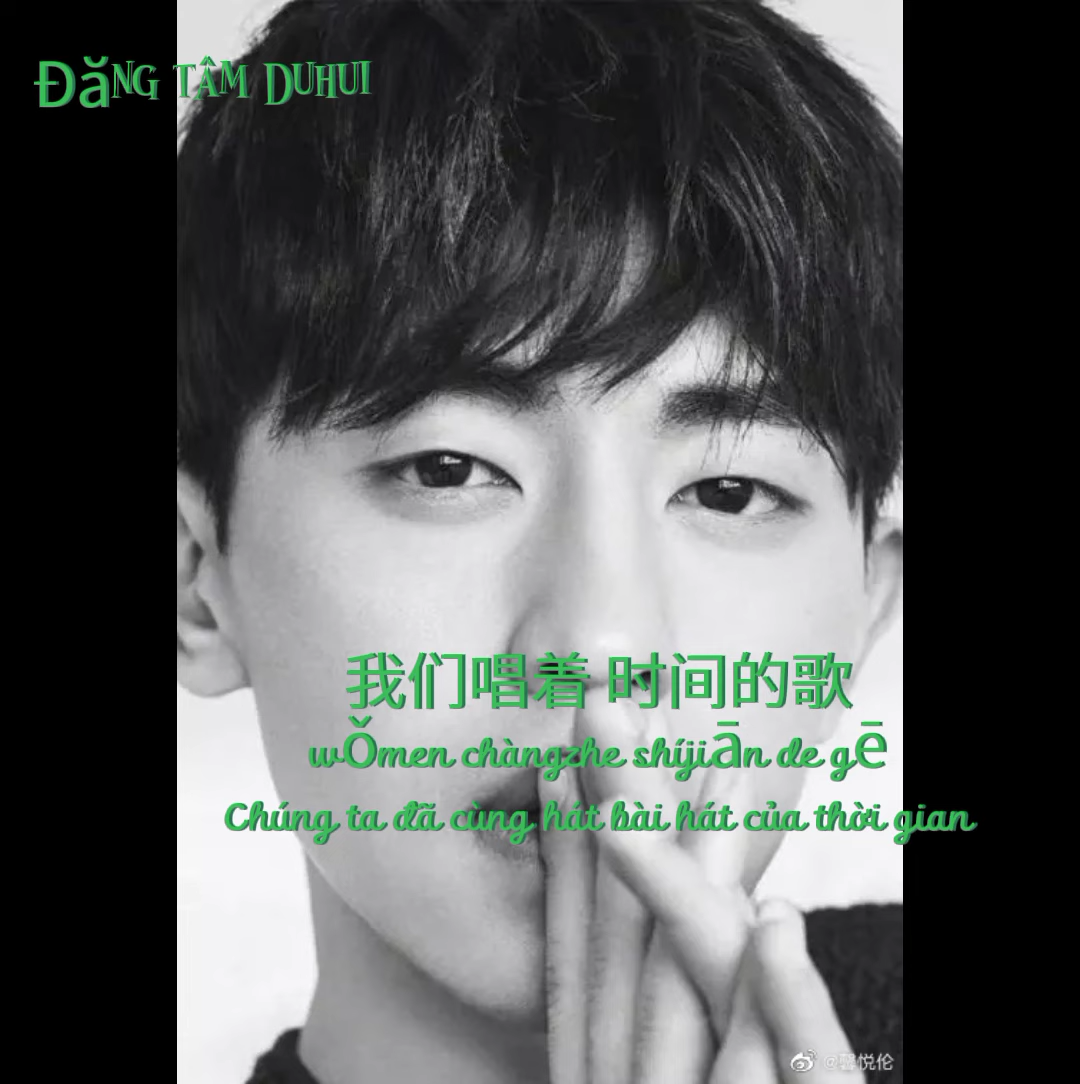 ĐĂNG TÂM DUHUI
我们唱着 时间的歌
wǒmen chàngzhe shíjiān de gē
Chúng ta đã cùng hát bài hát của thời gian
@馨悦伦